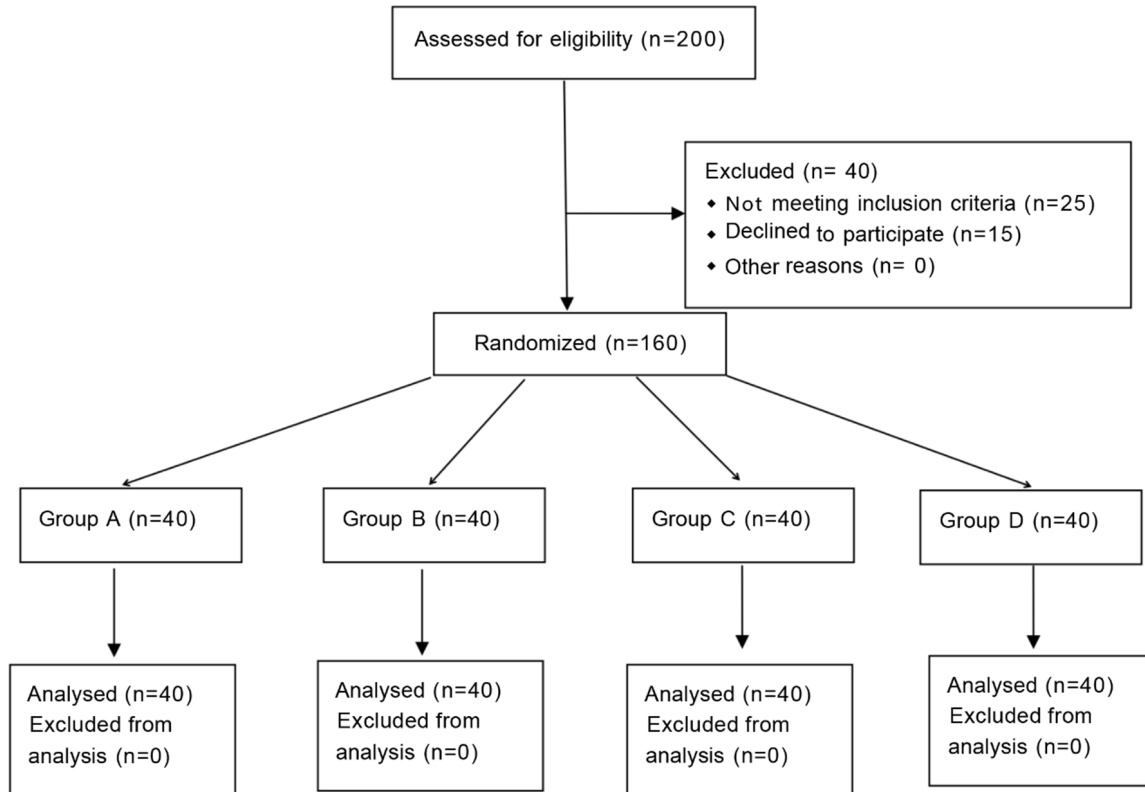 Assessed for eligibility (n=200)
Excluded (n= 40)
◆ Not meeting inclusion criteria (n=25)
◆ Declined to participate (n=15)
◆ Other reasons (n= 0)
Randomized (n=160)
Group A (n=40)
Group B (n=40)
Group C (n=40)
Group D (n=40)
Analysed (n=40)
Excluded from
analysis (n=0)
Analysed (n=40)
Excluded from
analysis (n=0)
Analysed (n=40)
Excluded from
analysis (n=0)
Analysed (n=40)
Excluded from
analysis (n=0)